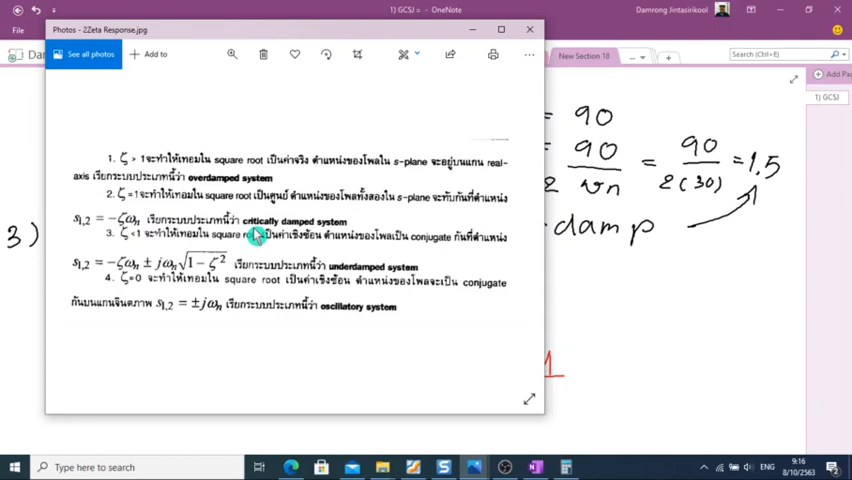 1) GCSJ = - OneNote
Damrong Jintasirikool
File
Photos - 2Zeta Response.jpg
See all photos
Add to
New Section 18
Search (Ctrl+E)
Add Pa
1) GCSJ
1. ζ > 1จะทำให้เทอมใน square root เป็นค่าจริง ตำแหน่งของโพลใน s-plane จะอยู่บนแกน real-
axis เรียกระบบประเภทนี้ว่า overdamped system
2. ζ =1จะทำให้เทอมใน square root เป็นศูนย์ ตำแหน่งของโพลทั้งสองใน s-plane จะทับกันที่ตำแหน่ง
s1,2 = −ζωn เรียกระบบประเภทนี้ว่า critically damped system
3. ζ <1 จะทำให้เทอมใน square เป็นค่าเชิงซ้อน ตำแหน่งของโพลเป็น conjugate กันที่ตำแหน่ง
s1,2 = −ζωn ± jωn√1 − ζ² เรียกระบบประเภทนี้ว่า underdamped system
4. ζ=0 จะทำให้เทอมใน square root เป็นค่าเชิงซ้อน ตำแหน่งของโพลจะเป็น conjugate
กันบนแกนจินตภาพ s1,2 = ± jωn เรียกระบบประเภทนี้ว่า oscillatory system
= 90
= 90 / 2 ωn = 90 / 2(30) = 1.5
damp
3)
1
Type here to search
ENG
9:16
8/10/2563